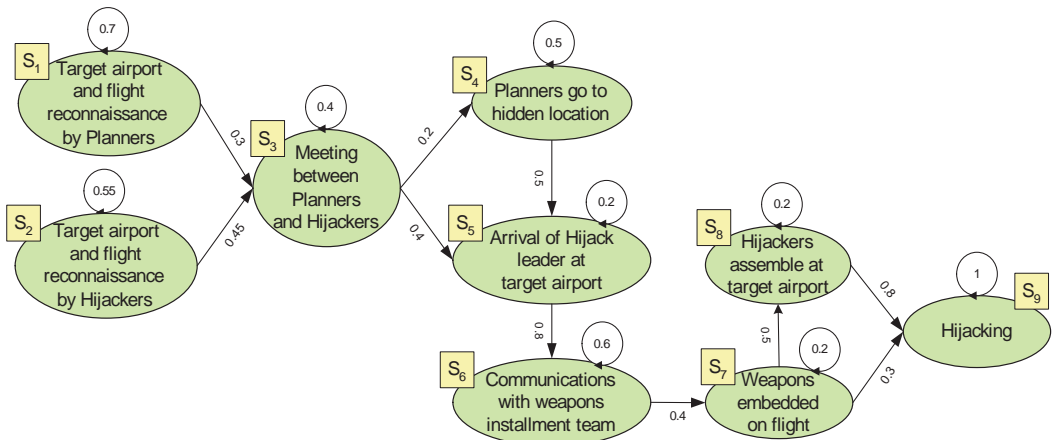 0.7
S1
Target airport
and flight
reconnaissance
by Planners
0.3
0.55
S2
Target airport
and flight
reconnaissance
by Hijackers
0.45
0.4
S3
Meeting
between
Planners
and Hijackers
0.2
0.4
0.5
S4
Planners go to
hidden location
0.5
0.2
S5
Arrival of Hijack
leader at
target airport
0.8
0.6
S6
Communications
with weapons
installment team
0.4
0.2
S7
Weapons
embedded
on flight
0.5
0.3
0.2
S8
Hijackers
assemble at
target airport
0.8
1
S9
Hijacking